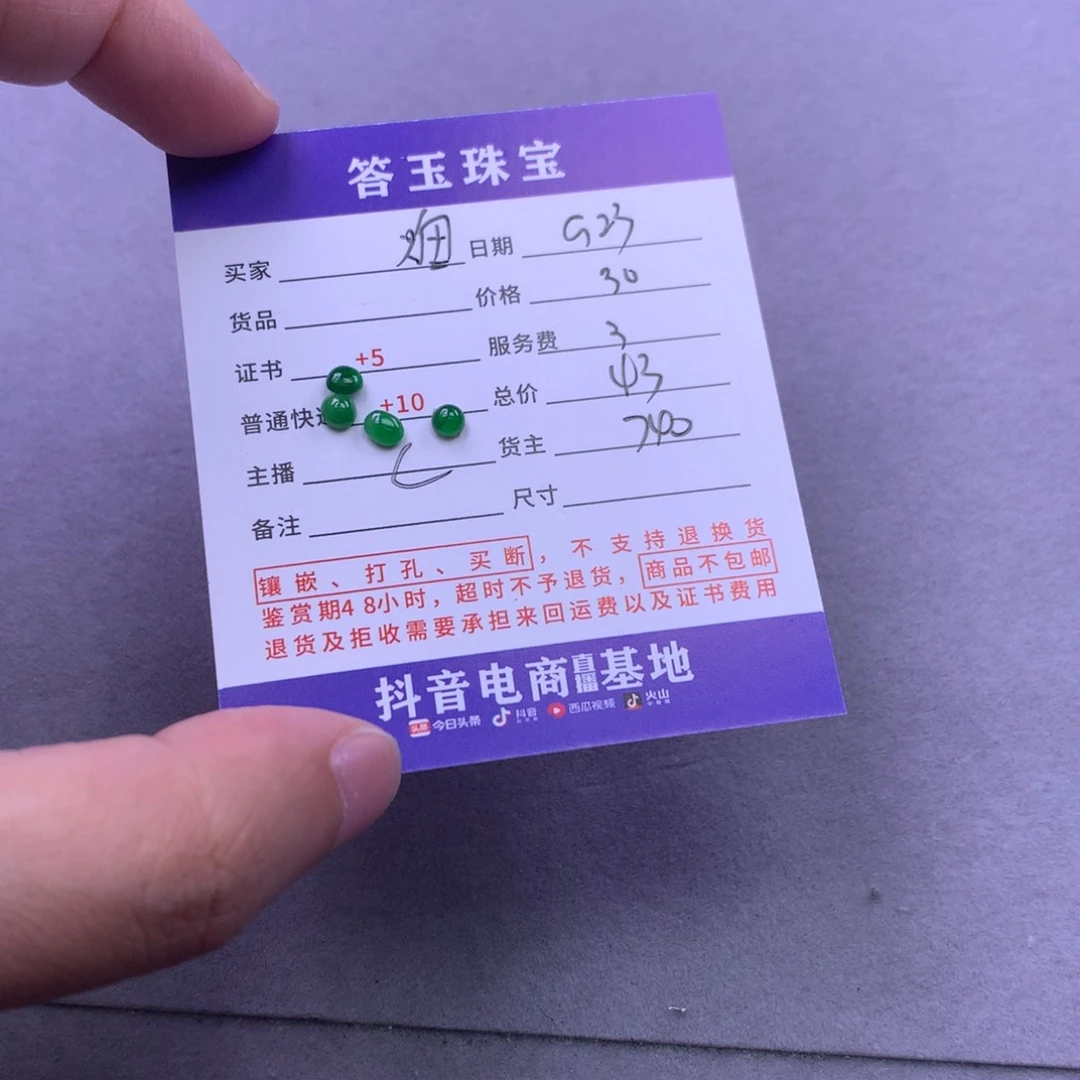 答玉珠宝
买家 畑 日期 923
货品 价格 30
证书 +5 服务费 3
普通快 +10 总价 43
主播 七 货主 740
备注 尺寸
镶嵌、打孔、买断，不支持退换货
鉴赏期48小时，超时不予退货，商品不包邮
退货及拒收需要承担来回运费以及证书费用
抖音电商直播基地
头条 今日头条 抖音 西瓜视频 火山